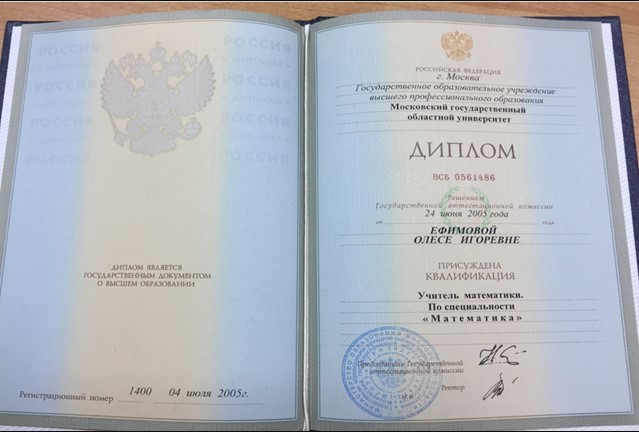 РОССИЯ
ДИПЛОМ ЯВЛЯЕТСЯ
ГОСУДАРСТВЕННЫМ ДОКУМЕНТОМ
О ВЫСШЕМ ОБРАЗОВАНИИ
Регистрационный номер 1400 04 июля 2005г.
РОССИЙСКАЯ ФЕДЕРАЦИЯ
г. Москва
Государственное образовательное учреждение
высшего профессионального образования
Московский государственный
областной университет
ДИПЛОМ
ВСБ 0561486
Решением
Государственной аттестационной комиссии
от 24 июня 2005 года года
ЕФИМОВОЙ
ОЛЕСЕ ИГОРЕВНЕ
ПРИСУЖДЕНА
КВАЛИФИКАЦИЯ
Учитель математики.
По специальности
«Математика»
Председатель Государственной
аттестационной комиссии
Ректор